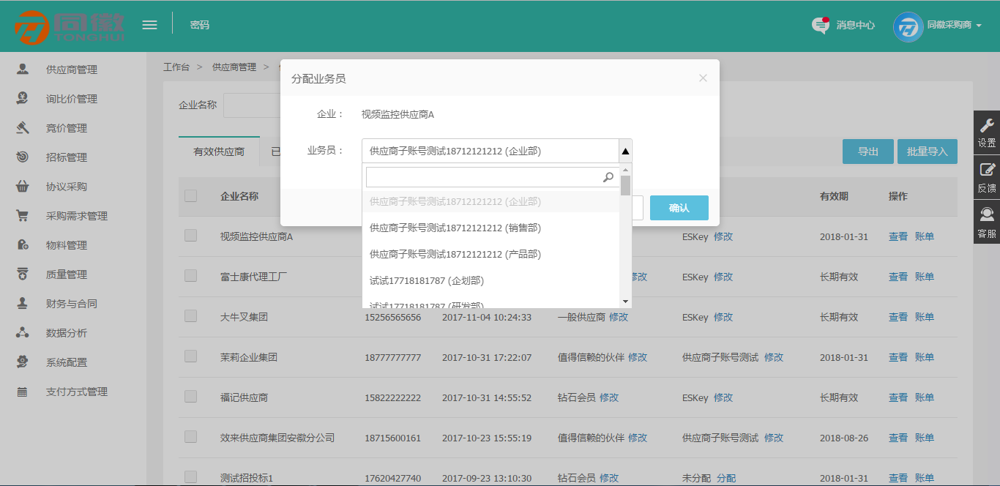 同徽
TONGHUI
密码
消息中心
同徽采购商
供应商管理
询比价管理
竞价管理
招标管理
协议采购
采购需求管理
物料管理
质量管理
财务与合同
数据分析
系统配置
支付方式管理
工作台 > 供应商管理 >
企业名称
有效供应商 已
导出 批量导入
设置
反馈
客服
分配业务员 ×
企业： 视频监控供应商A
业务员： 供应商子账号测试18712121212 (企业部)
供应商子账号测试18712121212 (企业部)
供应商子账号测试18712121212 (销售部)
供应商子账号测试18712121212 (产品部)
试试17718181787 (企划部)
试试17718181787 (研发部)
确认
企业名称 有效期 操作
视频监控供应商A ESKey 修改 2018-01-31 查看 账单
富士康代理工厂 修改 ESKey 修改 长期有效 查看 账单
大牛叉集团 15256565656 2017-11-04 10:24:33 一般供应商 修改 ESKey 修改 长期有效 查看 账单
茉莉企业集团 18777777777 2017-10-31 17:22:07 值得信赖的伙伴 修改 供应商子账号测试 修改 2018-01-31 查看 账单
福记供应商 15822222222 2017-10-31 14:55:52 钻石会员 修改 ESKey 修改 长期有效 查看 账单
效来供应商集团安徽分公司 18715600161 2017-10-23 15:55:19 值得信赖的伙伴 修改 供应商子账号测试 修改 2018-08-26 查看 账单
测试招投标1 17620427740 2017-09-23 13:10:30 钻石会员 修改 未分配 分配 2018-01-31 查看 账单